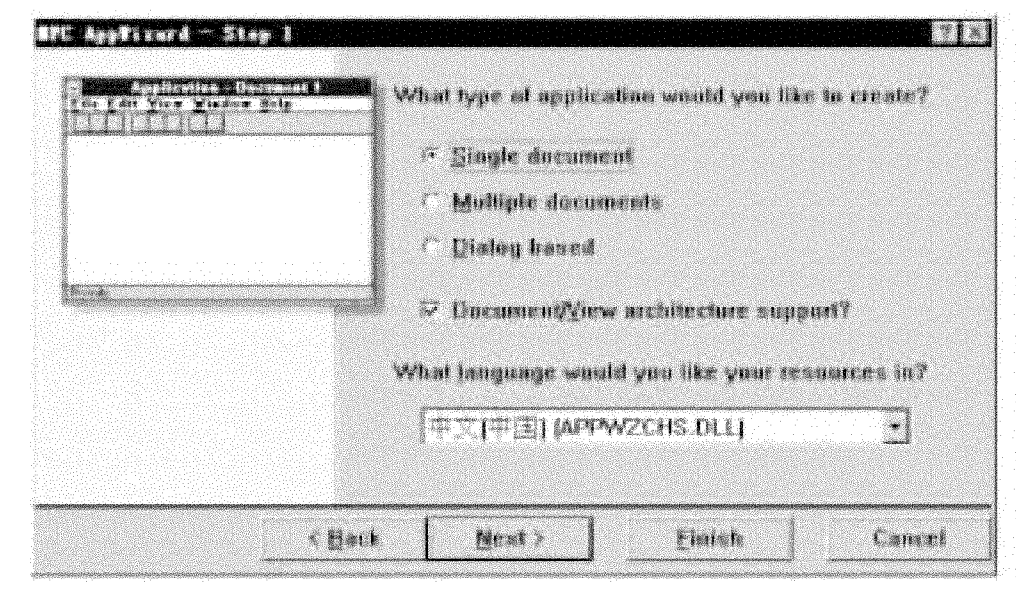 MFC AppWizard - Step 1
Application - Document 1
File Edit View Window Help
Ready
What type of application would you like to create?
Single document
Multiple documents
Dialog based
Document/View architecture support?
What language would you like your resources in?
中文[中国] (APPWZCHS.DLL)
< Back
Next >
Finish
Cancel